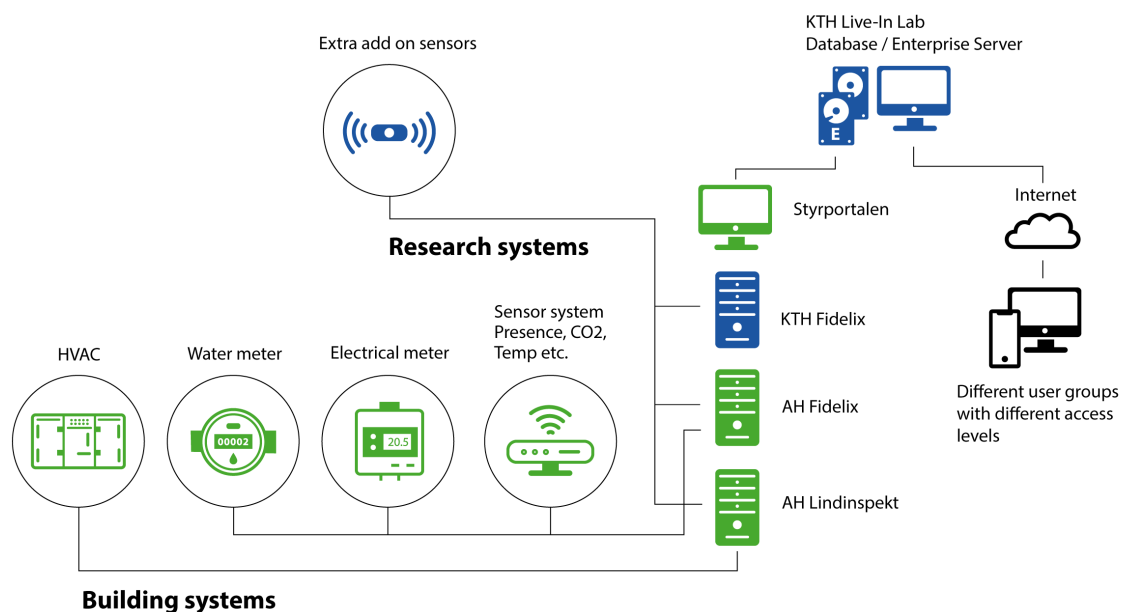 KTH Live-In Lab
Database / Enterprise Server
Extra add on sensors
E
Styrportalen
Internet
Research systems
KTH Fidelix
Sensor system
Presence, CO2,
Temp etc.
HVAC
Water meter
Electrical meter
Different user groups
with different access
levels
AH Fidelix
00002
20.5
AH Lindinspekt
Building systems